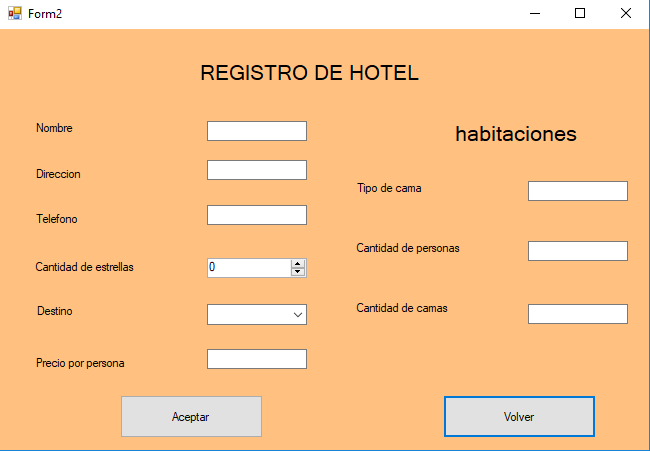 Form2
REGISTRO DE HOTEL
Nombre
Direccion
Telefono
Cantidad de estrellas
0
Destino
Precio por persona
habitaciones
Tipo de cama
Cantidad de personas
Cantidad de camas
Aceptar
Volver